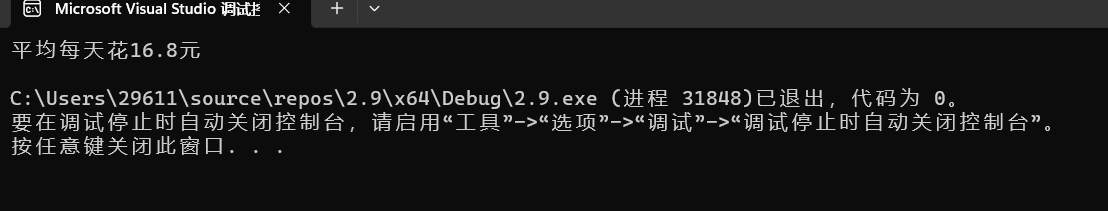 Microsoft Visual Studio 调试
平均每天花16.8元
C:\Users\29611\source\repos\2.9\x64\Debug\2.9.exe (进程 31848)已退出，代码为 0。
要在调试停止时自动关闭控制台，请启用“工具”->“选项”->“调试”->“调试停止时自动关闭控制台”。
按任意键关闭此窗口. . .